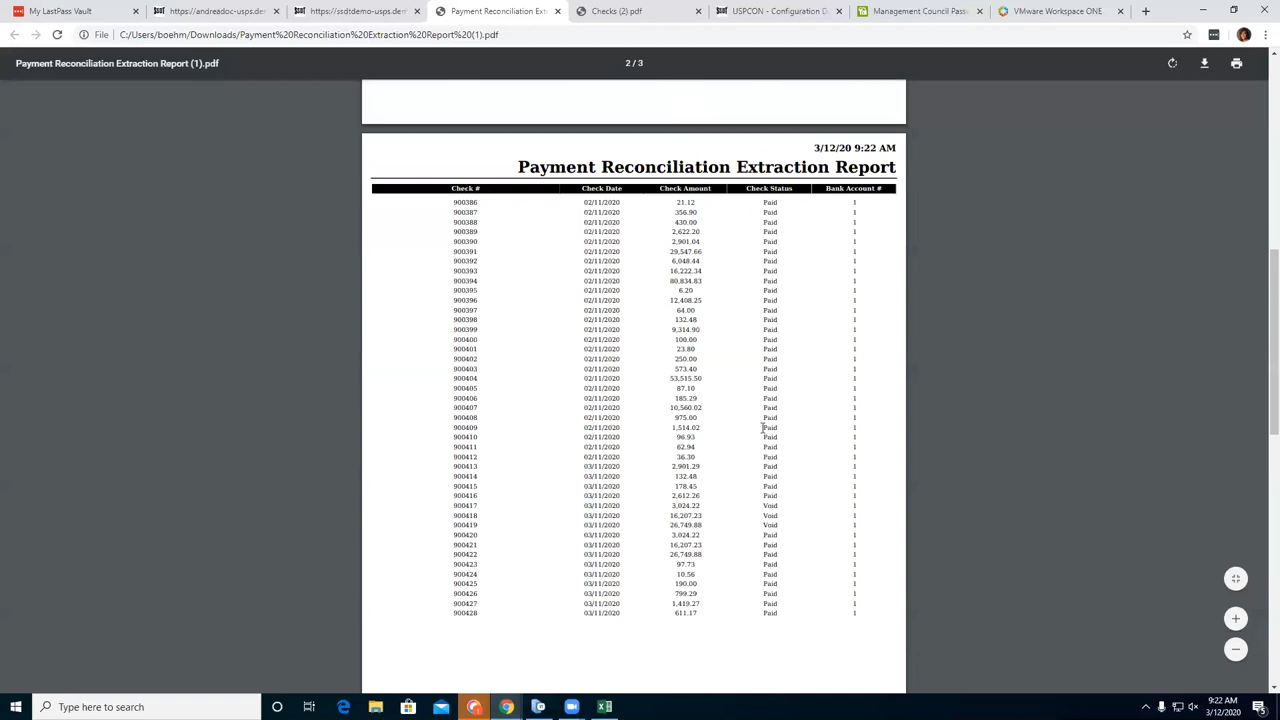 My LastPass Vault
https://andreadoc-usps.dem
https://ssdtdemo-usps.demo
Payment Reconciliation Extr
Checks (2).pdf
USPCON - Configuration D
Management Council Pass
VMware Workspace ONE
File C:/Users/boehm/Downloads/Payment%20Reconciliation%20Extraction%20Report%20(1).pdf
Payment Reconciliation Extraction Report (1).pdf
2 / 3
3/12/20 9:22 AM
Payment Reconciliation Extraction Report
Check # Check Date Check Amount Check Status Bank Account #
900386 02/11/2020 21.12 Paid 1
900387 02/11/2020 356.90 Paid 1
900388 02/11/2020 430.00 Paid 1
900389 02/11/2020 2,622.20 Paid 1
900390 02/11/2020 2,901.04 Paid 1
900391 02/11/2020 29,547.66 Paid 1
900392 02/11/2020 6,048.44 Paid 1
900393 02/11/2020 16,222.34 Paid 1
900394 02/11/2020 80,834.83 Paid 1
900395 02/11/2020 6.20 Paid 1
900396 02/11/2020 12,408.25 Paid 1
900397 02/11/2020 64.00 Paid 1
900398 02/11/2020 132.48 Paid 1
900399 02/11/2020 9,314.90 Paid 1
900400 02/11/2020 100.00 Paid 1
900401 02/11/2020 23.80 Paid 1
900402 02/11/2020 250.00 Paid 1
900403 02/11/2020 573.40 Paid 1
900404 02/11/2020 53,515.50 Paid 1
900405 02/11/2020 87.10 Paid 1
900406 02/11/2020 185.29 Paid 1
900407 02/11/2020 10,560.02 Paid 1
900408 02/11/2020 975.00 Paid 1
900409 02/11/2020 1,514.02 Paid 1
900410 02/11/2020 96.93 Paid 1
900411 02/11/2020 62.94 Paid 1
900412 02/11/2020 36.30 Paid 1
900413 03/11/2020 2,901.29 Paid 1
900414 03/11/2020 132.48 Paid 1
900415 03/11/2020 178.45 Paid 1
900416 03/11/2020 2,612.26 Paid 1
900417 03/11/2020 3,024.22 Void 1
900418 03/11/2020 16,207.23 Void 1
900419 03/11/2020 26,749.88 Void 1
900420 03/11/2020 3,024.22 Paid 1
900421 03/11/2020 16,207.23 Paid 1
900422 03/11/2020 26,749.88 Paid 1
900423 03/11/2020 97.73 Paid 1
900424 03/11/2020 10.56 Paid 1
900425 03/11/2020 190.00 Paid 1
900426 03/11/2020 799.29 Paid 1
900427 03/11/2020 1,419.27 Paid 1
900428 03/11/2020 611.17 Paid 1
Type here to search
9:22 AM
3/12/2020